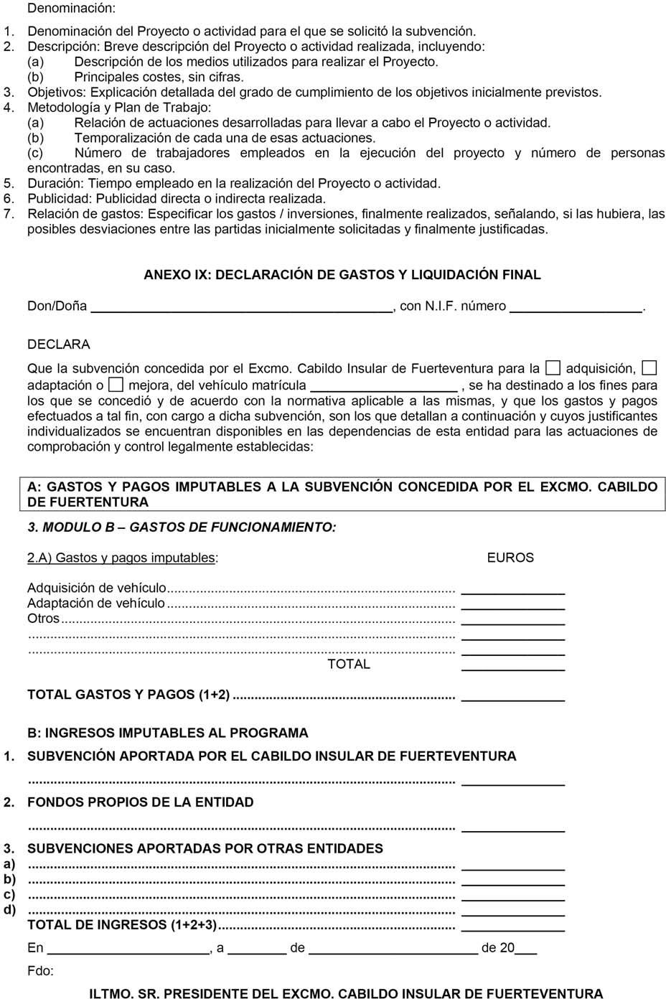 Denominación:
1. Denominación del Proyecto o actividad para el que se solicitó la subvención.
2. Descripción: Breve descripción del Proyecto o actividad realizada, incluyendo:
(a) Descripción de los medios utilizados para realizar el Proyecto.
(b) Principales costes, sin cifras.
3. Objetivos: Explicación detallada del grado de cumplimiento de los objetivos inicialmente previstos.
4. Metodología y Plan de Trabajo:
(a) Relación de actuaciones desarrolladas para llevar a cabo el Proyecto o actividad.
(b) Temporalización de cada una de esas actuaciones.
(c) Número de trabajadores empleados en la ejecución del proyecto y número de personas
encontradas, en su caso.
5. Duración: Tiempo empleado en la realización del Proyecto o actividad.
6. Publicidad: Publicidad directa o indirecta realizada.
7. Relación de gastos: Especificar los gastos / inversiones, finalmente realizados, señalando, si las hubiera, las
posibles desviaciones entre las partidas inicialmente solicitadas y finalmente justificadas.
ANEXO IX: DECLARACIÓN DE GASTOS Y LIQUIDACIÓN FINAL
Don/Doña ____________________, con N.I.F. número __________.
DECLARA
Que la subvención concedida por el Excmo. Cabildo Insular de Fuerteventura para la ☐ adquisición, ☐
adaptación o ☐ mejora, del vehículo matrícula __________ , se ha destinado a los fines para
los que se concedió y de acuerdo con la normativa aplicable a las mismas, y que los gastos y pagos
efectuados a tal fin, con cargo a dicha subvención, son los que detallan a continuación y cuyos justificantes
individualizados se encuentran disponibles en las dependencias de esta entidad para las actuaciones de
comprobación y control legalmente establecidas:
A: GASTOS Y PAGOS IMPUTABLES A LA SUBVENCIÓN CONCEDIDA POR EL EXCMO. CABILDO
DE FUERTENTURA
3. MODULO B – GASTOS DE FUNCIONAMIENTO:
2.A) Gastos y pagos imputables: EUROS
Adquisición de vehículo.......... __________
Adaptación de vehículo.......... __________
Otros.......... __________
.......... __________
.......... __________
TOTAL __________
TOTAL GASTOS Y PAGOS (1+2) .......... __________
B: INGRESOS IMPUTABLES AL PROGRAMA
1. SUBVENCIÓN APORTADA POR EL CABILDO INSULAR DE FUERTEVENTURA
.......... __________
2. FONDOS PROPIOS DE LA ENTIDAD
.......... __________
3. SUBVENCIONES APORTADAS POR OTRAS ENTIDADES
a) .......... __________
b) .......... __________
c) .......... __________
d) .......... __________
TOTAL DE INGRESOS (1+2+3).......... __________
En ____________________, a ________ de ____________________ de 20___
Fdo:
ILTMO. SR. PRESIDENTE DEL EXCMO. CABILDO INSULAR DE FUERTEVENTURA